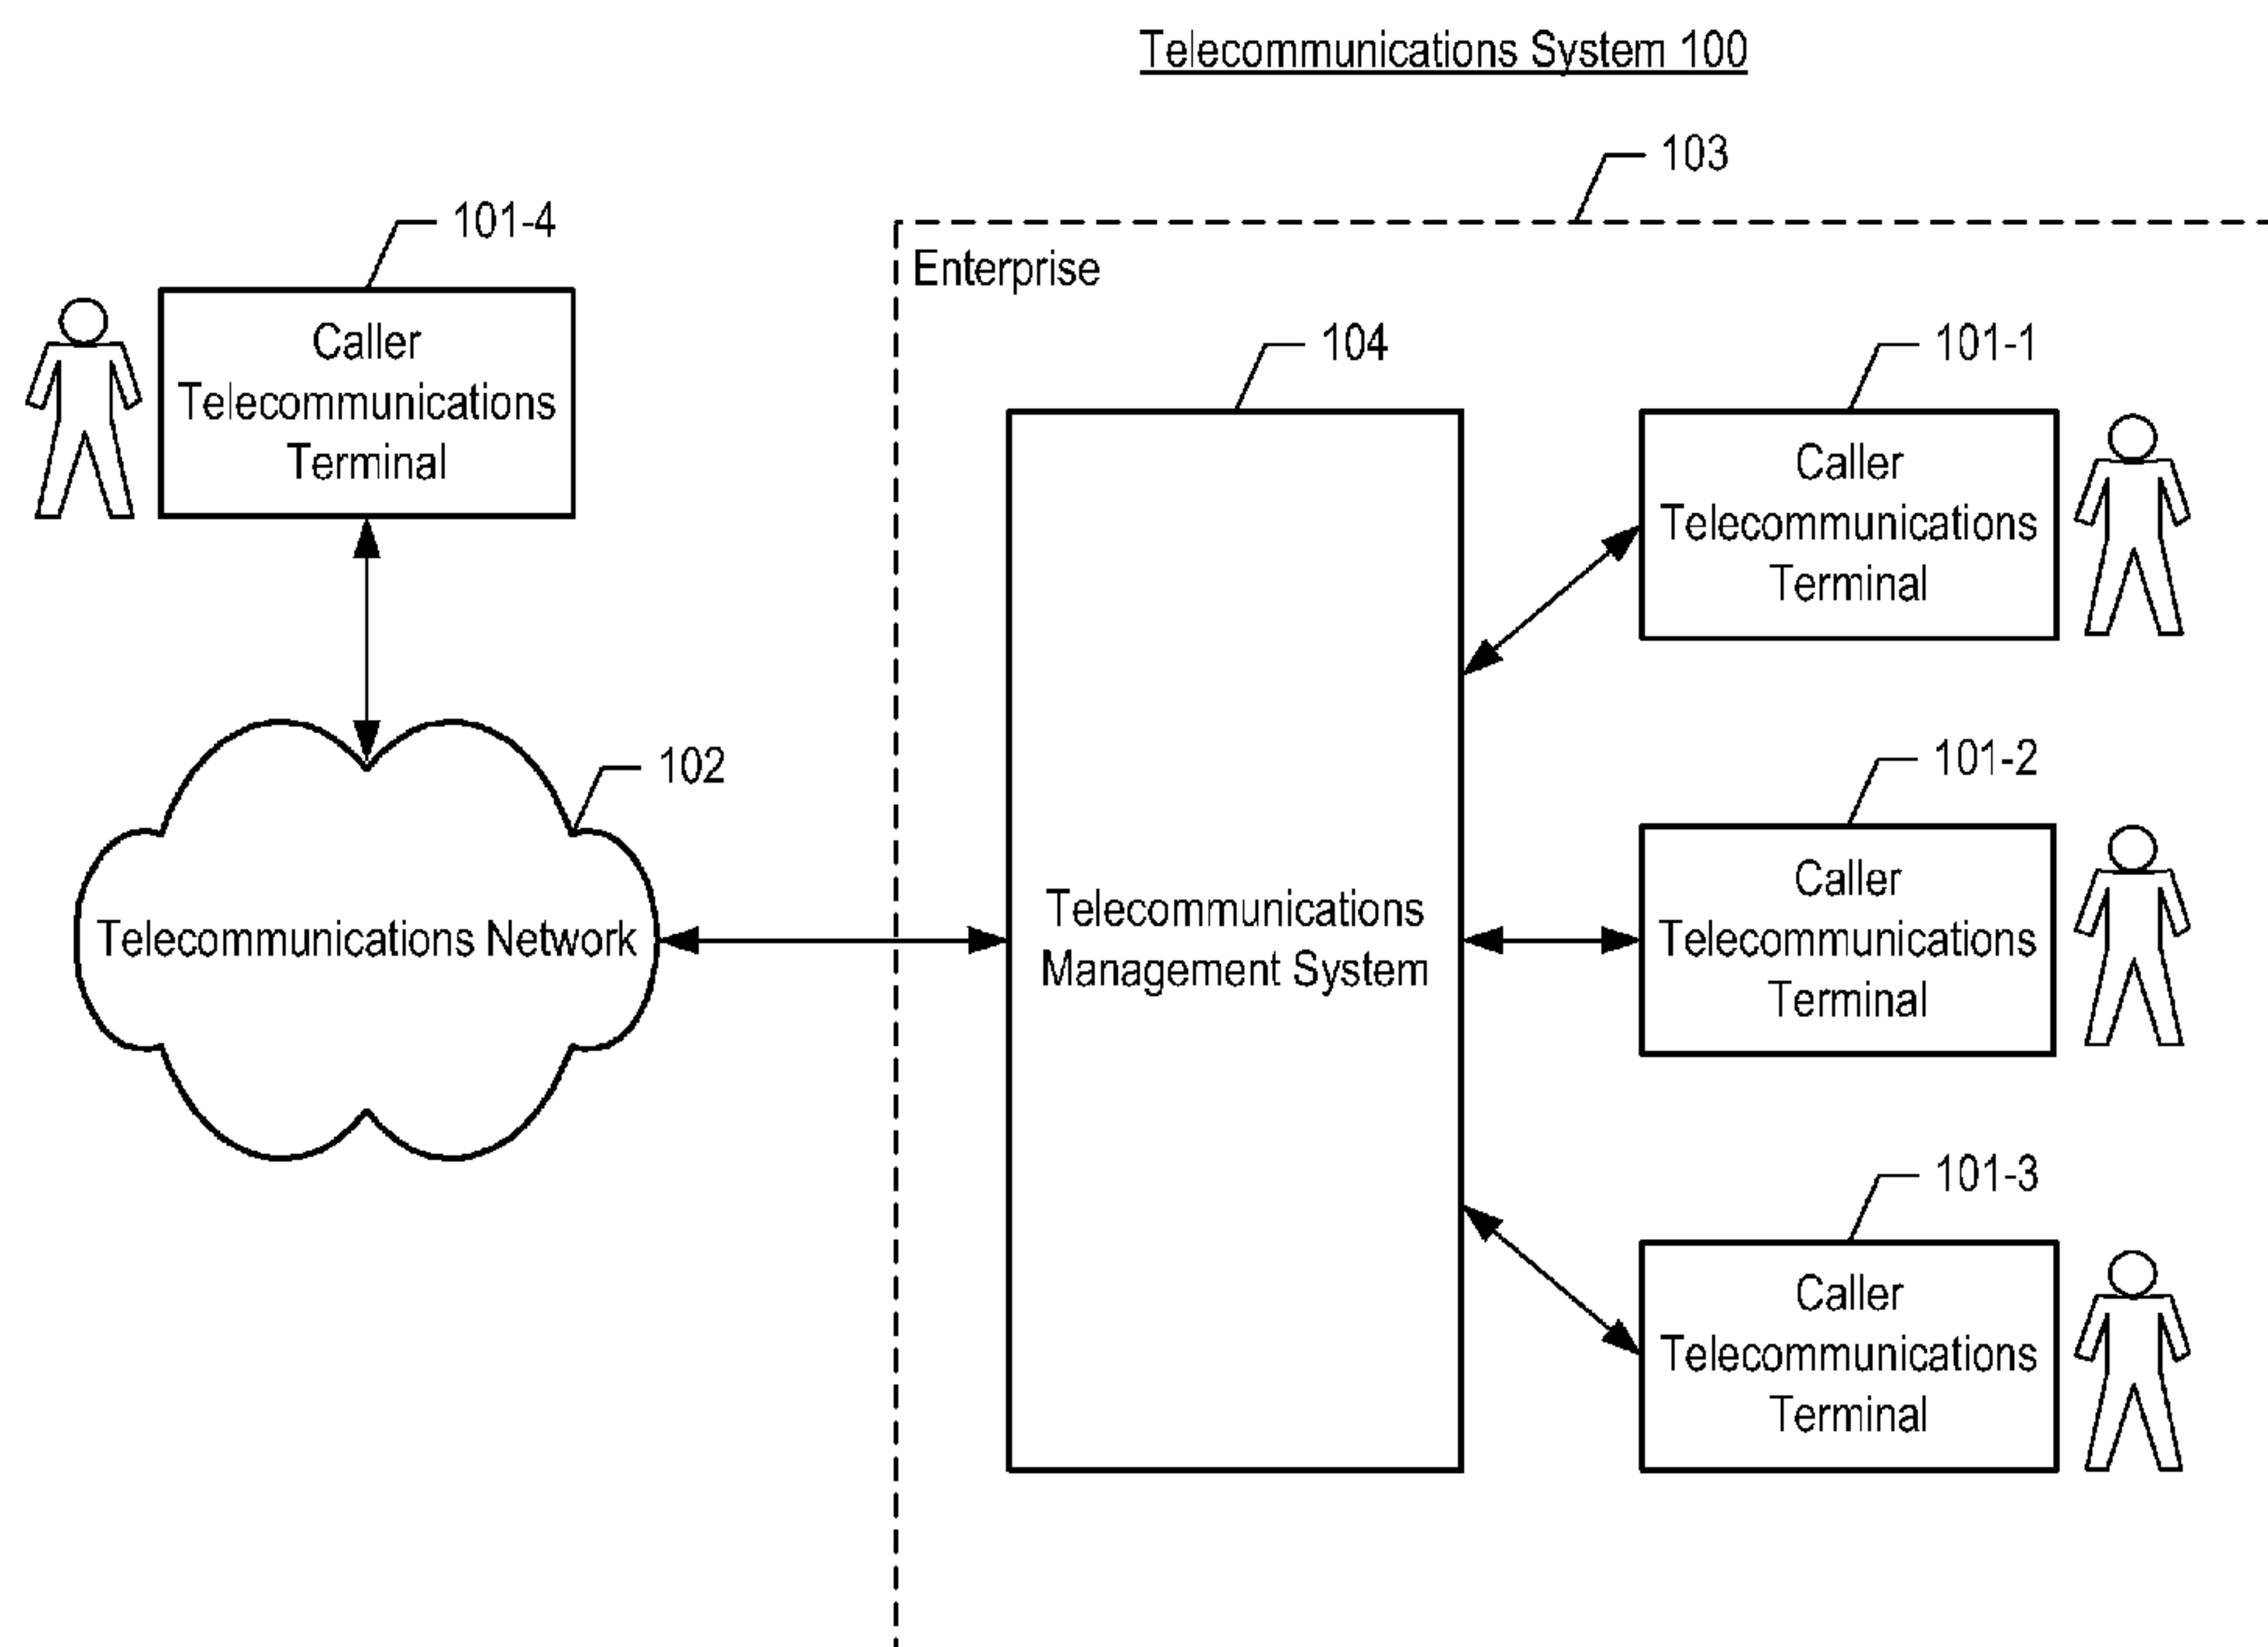 Telecommunications System 100
103
101-4
Enterprise
Caller
Telecommunications
Terminal
104
101-1
Caller
Telecommunications
Terminal
102
101-2
Telecommunications Network
Telecommunications
Management System
Caller
Telecommunications
Terminal
101-3
Caller
Telecommunications
Terminal